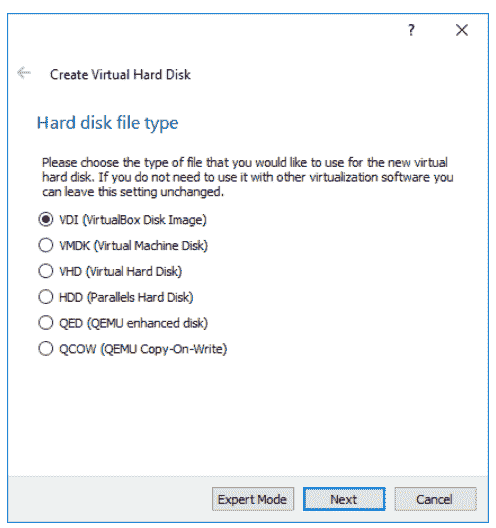 ?
Create Virtual Hard Disk
Hard disk file type
Please choose the type of file that you would like to use for the new virtual
hard disk. If you do not need to use it with other virtualization software you
can leave this setting unchanged.
VDI (VirtualBox Disk Image)
VMDK (Virtual Machine Disk)
VHD (Virtual Hard Disk)
HDD (Parallels Hard Disk)
QED (QEMU enhanced disk)
QCOW (QEMU Copy-On-Write)
Expert Mode Next Cancel